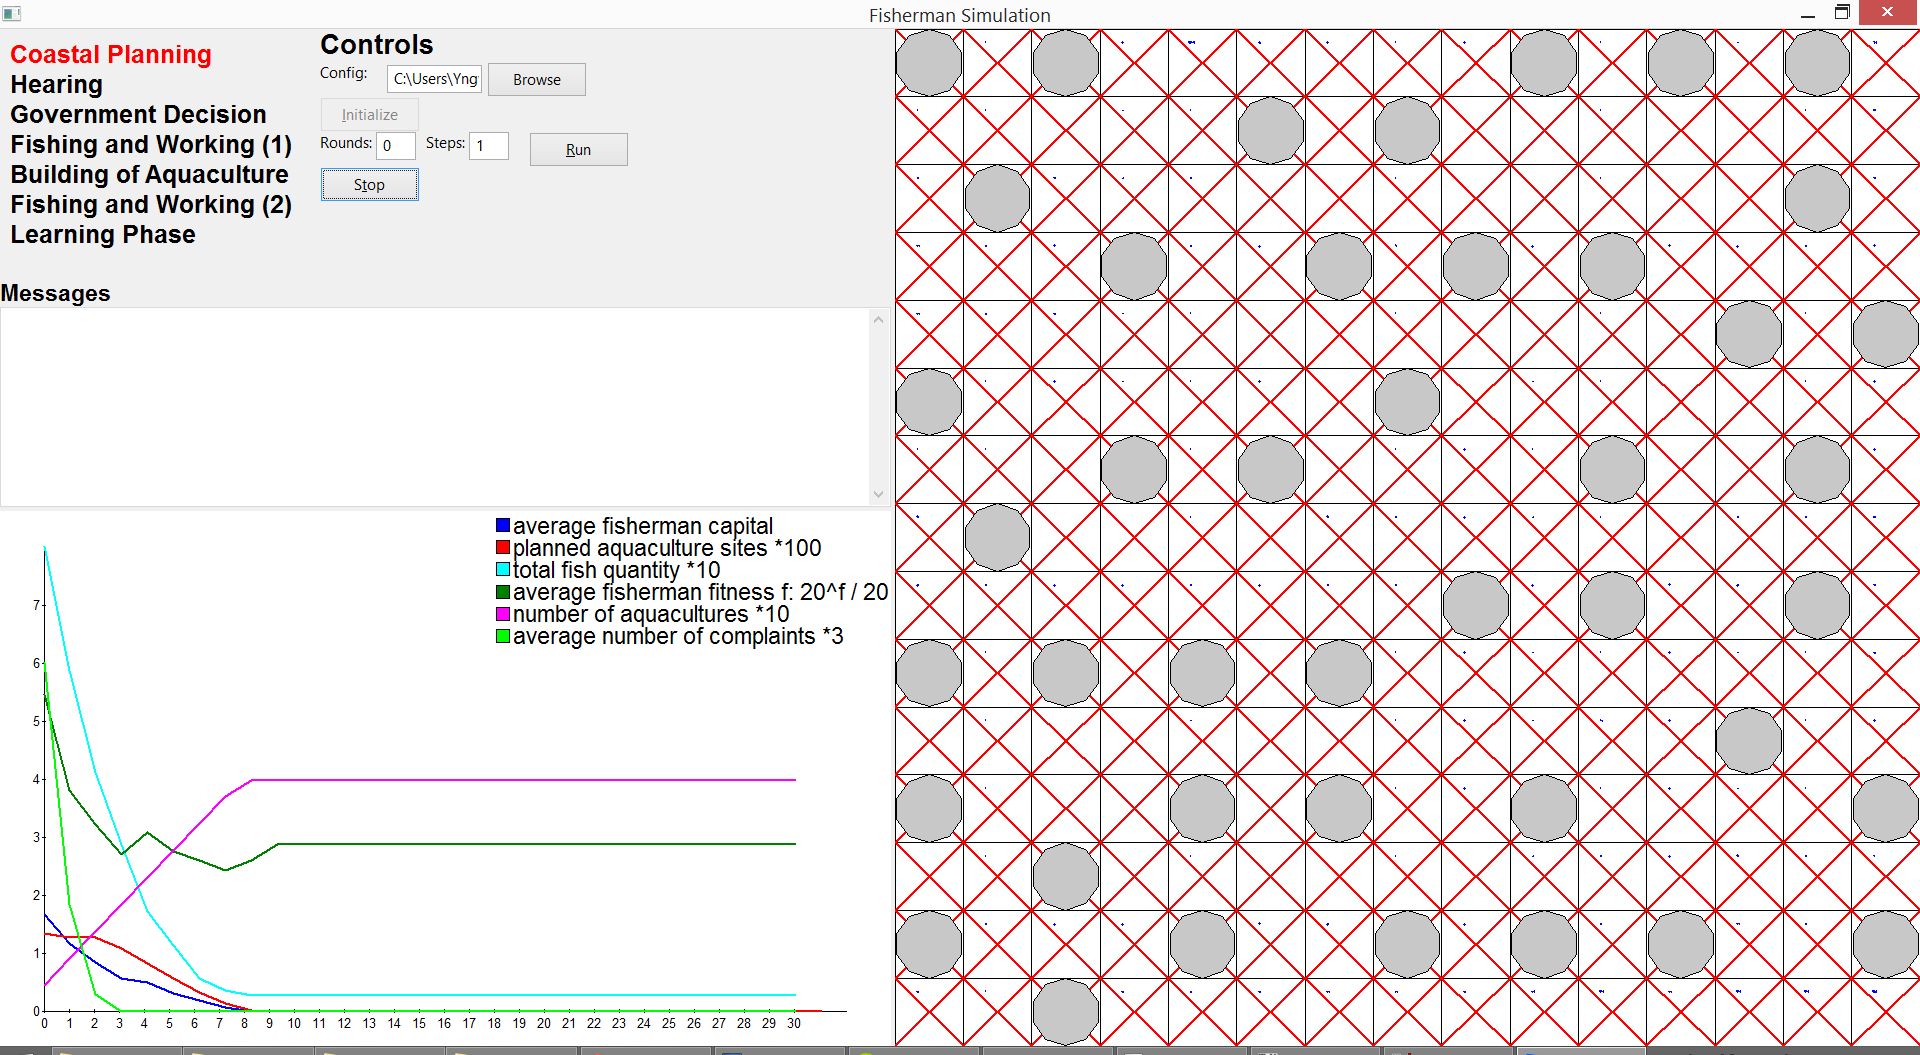 Fisherman Simulation
Coastal Planning
Hearing
Government Decision
Fishing and Working (1)
Building of Aquaculture
Fishing and Working (2)
Learning Phase
Controls
Config: C:\Users\Yng Browse
Initialize
Rounds: 0 Steps: 1 Run
Stop
Messages
average fisherman capital
planned aquaculture sites *100
total fish quantity *10
average fisherman fitness f: 20^f / 20
number of aquacultures *10
average number of complaints *3
7
6
5
4
3
2
1
0
0 1 2 3 4 5 6 7 8 9 10 11 12 13 14 15 16 17 18 19 20 21 22 23 24 25 26 27 28 29 30